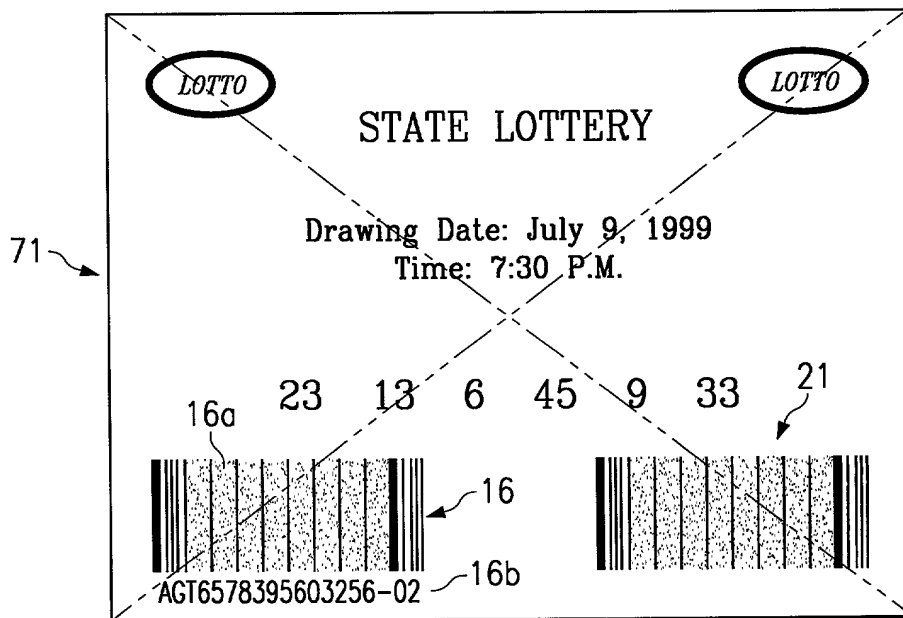 LOTTO LOTTO
STATE LOTTERY
Drawing Date: July 9, 1999
Time: 7:30 P.M.
71
23 13 6 45 9 33
21
16a
16
AGT6578395603256-02
16b